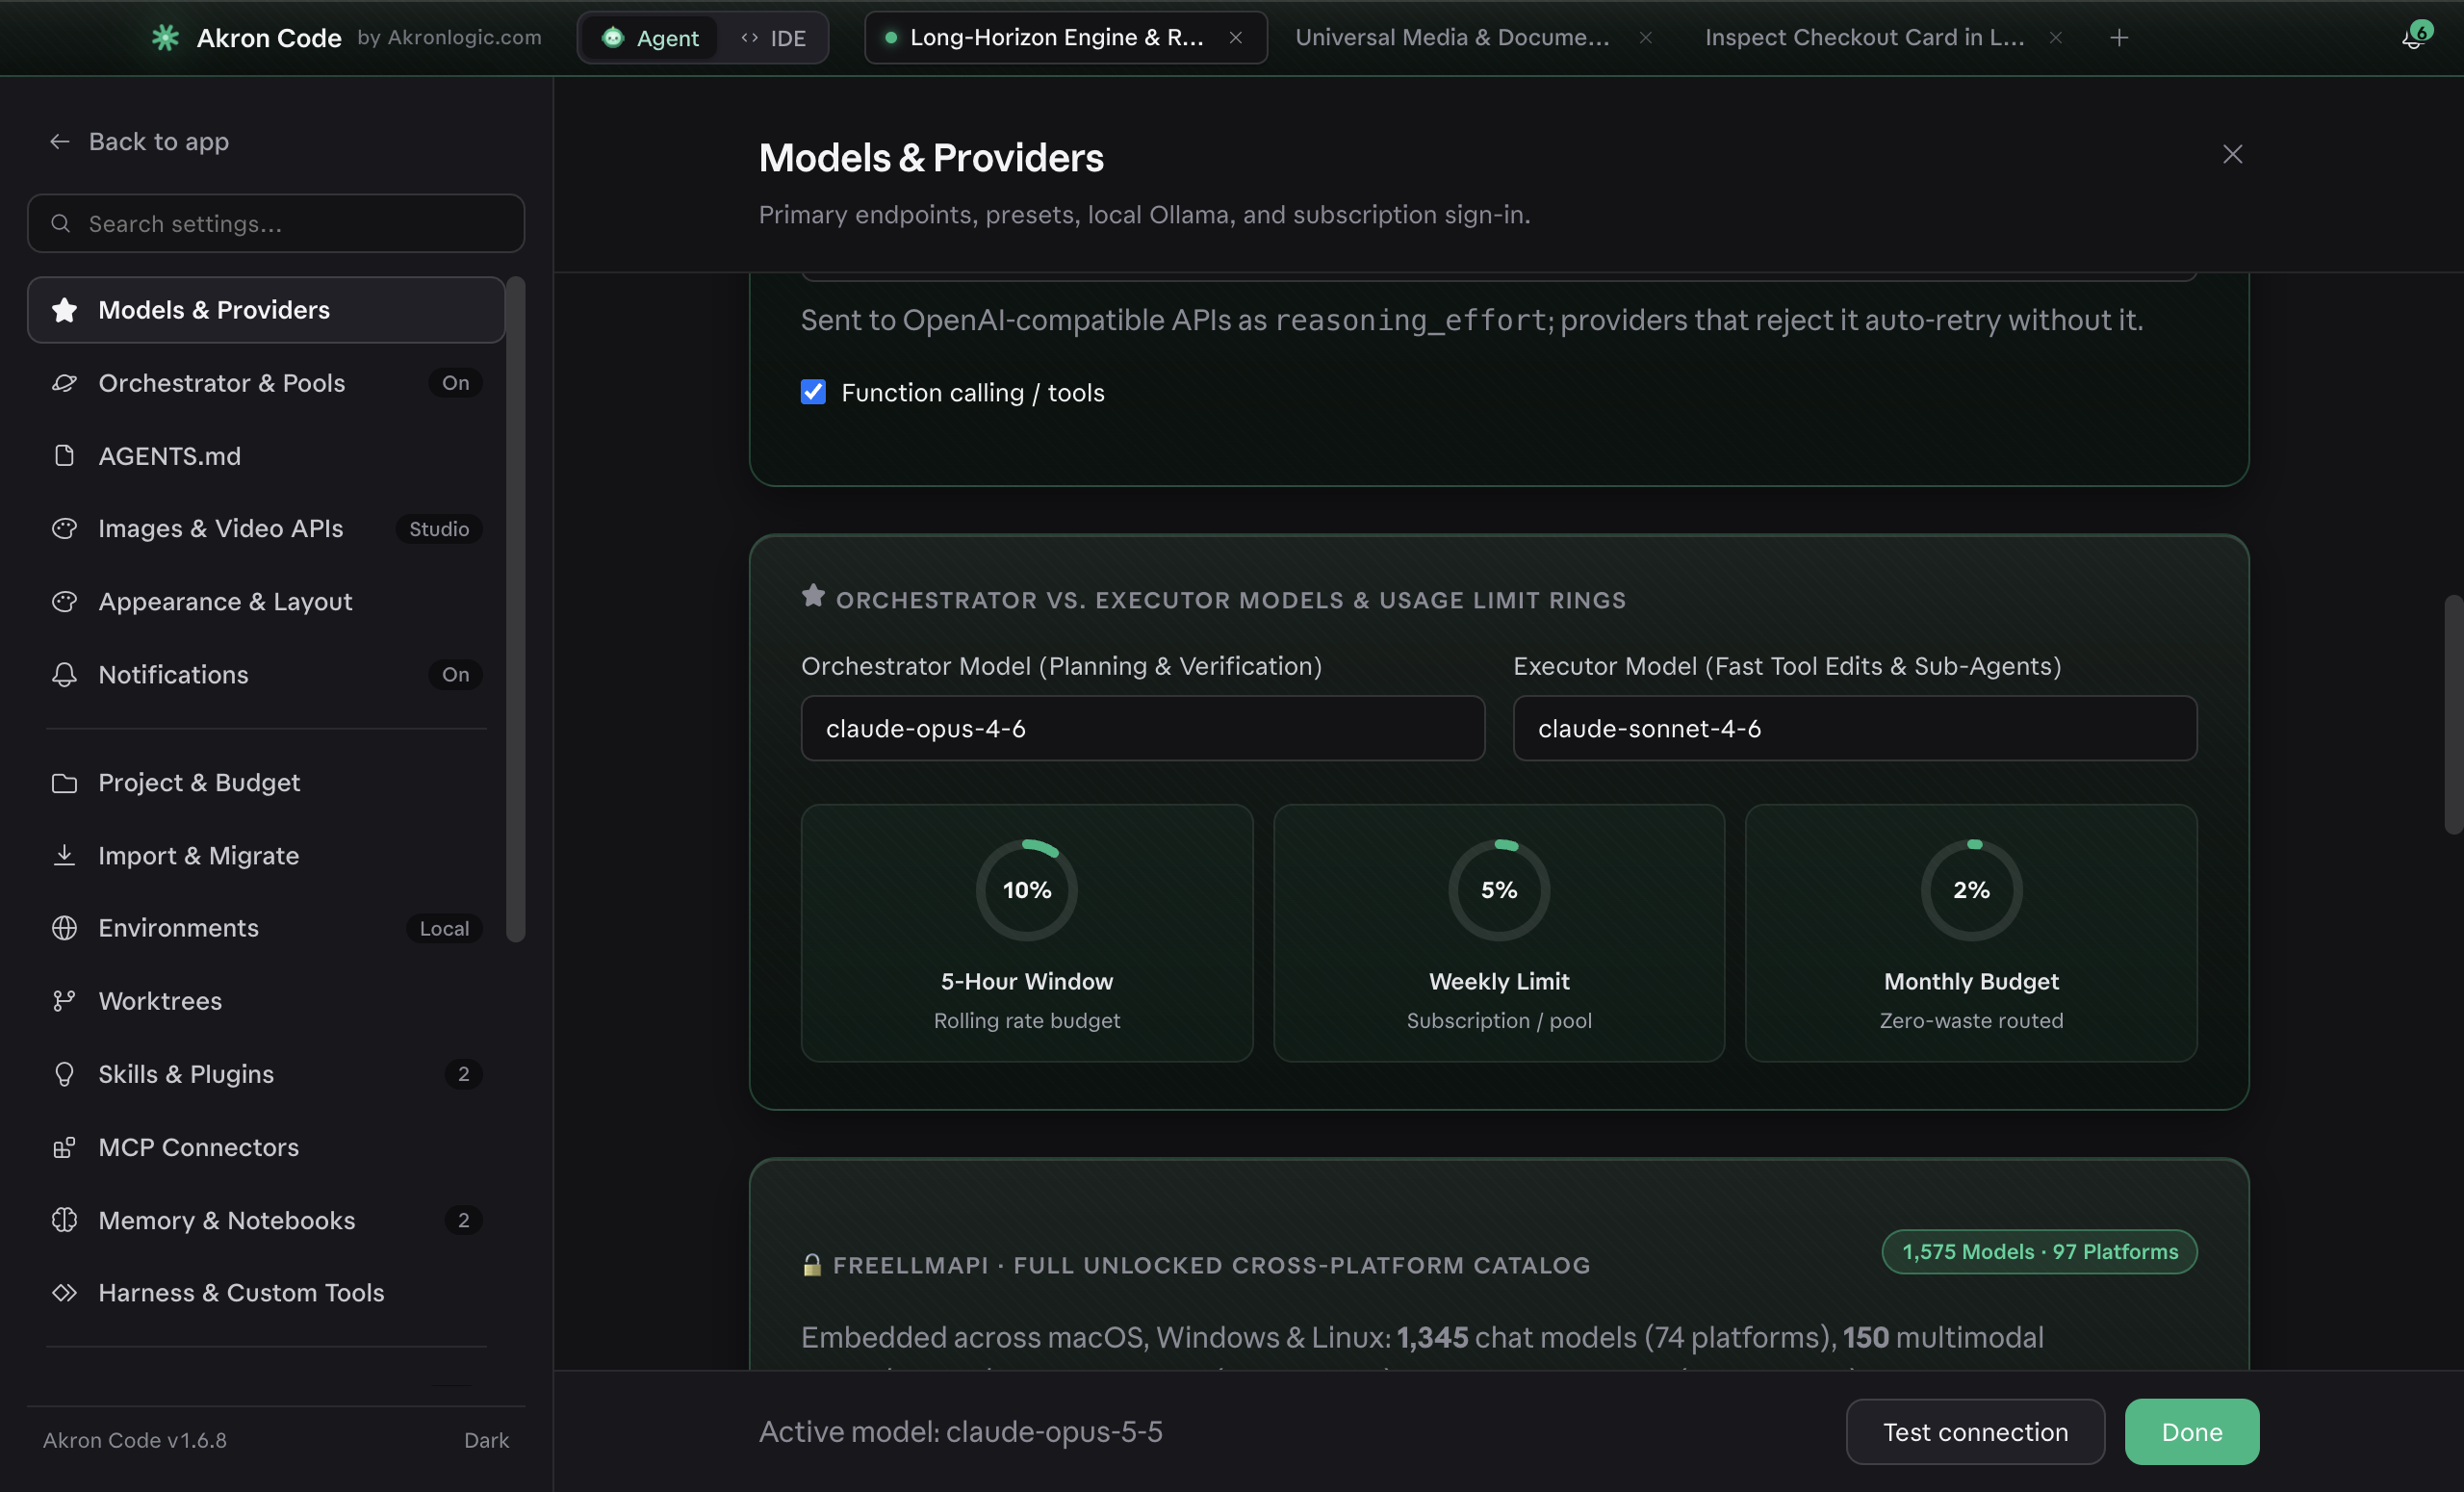 Akron Code by Akronlogic.com
Agent
IDE
Long-Horizon Engine & R...
Universal Media & Docume...
Inspect Checkout Card in L...
6
Back to app
Search settings...
Models & Providers
Orchestrator & Pools On
AGENTS.md
Images & Video APIs Studio
Appearance & Layout
Notifications On
Project & Budget
Import & Migrate
Environments Local
Worktrees
Skills & Plugins 2
MCP Connectors
Memory & Notebooks 2
Harness & Custom Tools
Akron Code v1.6.8 Dark
Models & Providers
Primary endpoints, presets, local Ollama, and subscription sign-in.
Sent to OpenAI-compatible APIs as reasoning_effort; providers that reject it auto-retry without it.
Function calling / tools
ORCHESTRATOR VS. EXECUTOR MODELS & USAGE LIMIT RINGS
Orchestrator Model (Planning & Verification)
claude-opus-4-6
Executor Model (Fast Tool Edits & Sub-Agents)
claude-sonnet-4-6
10%
5-Hour Window
Rolling rate budget
5%
Weekly Limit
Subscription / pool
2%
Monthly Budget
Zero-waste routed
FREELLMAPI · FULL UNLOCKED CROSS-PLATFORM CATALOG
1,575 Models · 97 Platforms
Embedded across macOS, Windows & Linux: 1,345 chat models (74 platforms), 150 multimodal
Active model: claude-opus-5-5
Test connection
Done